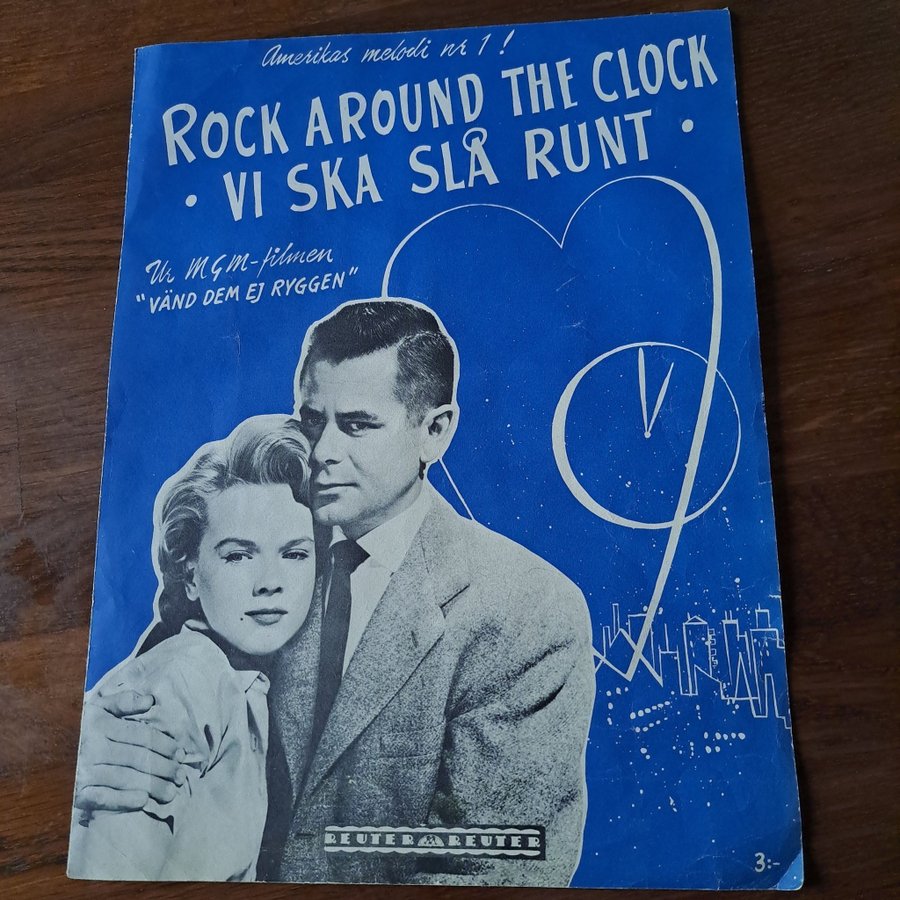 Amerikas melodi nr 1!
ROCK AROUND THE CLOCK
• VI SKA SLÅ RUNT •
Ur MGM-filmen
"VÄND DEM EJ RYGGEN"
REUTER REUTER
3:-